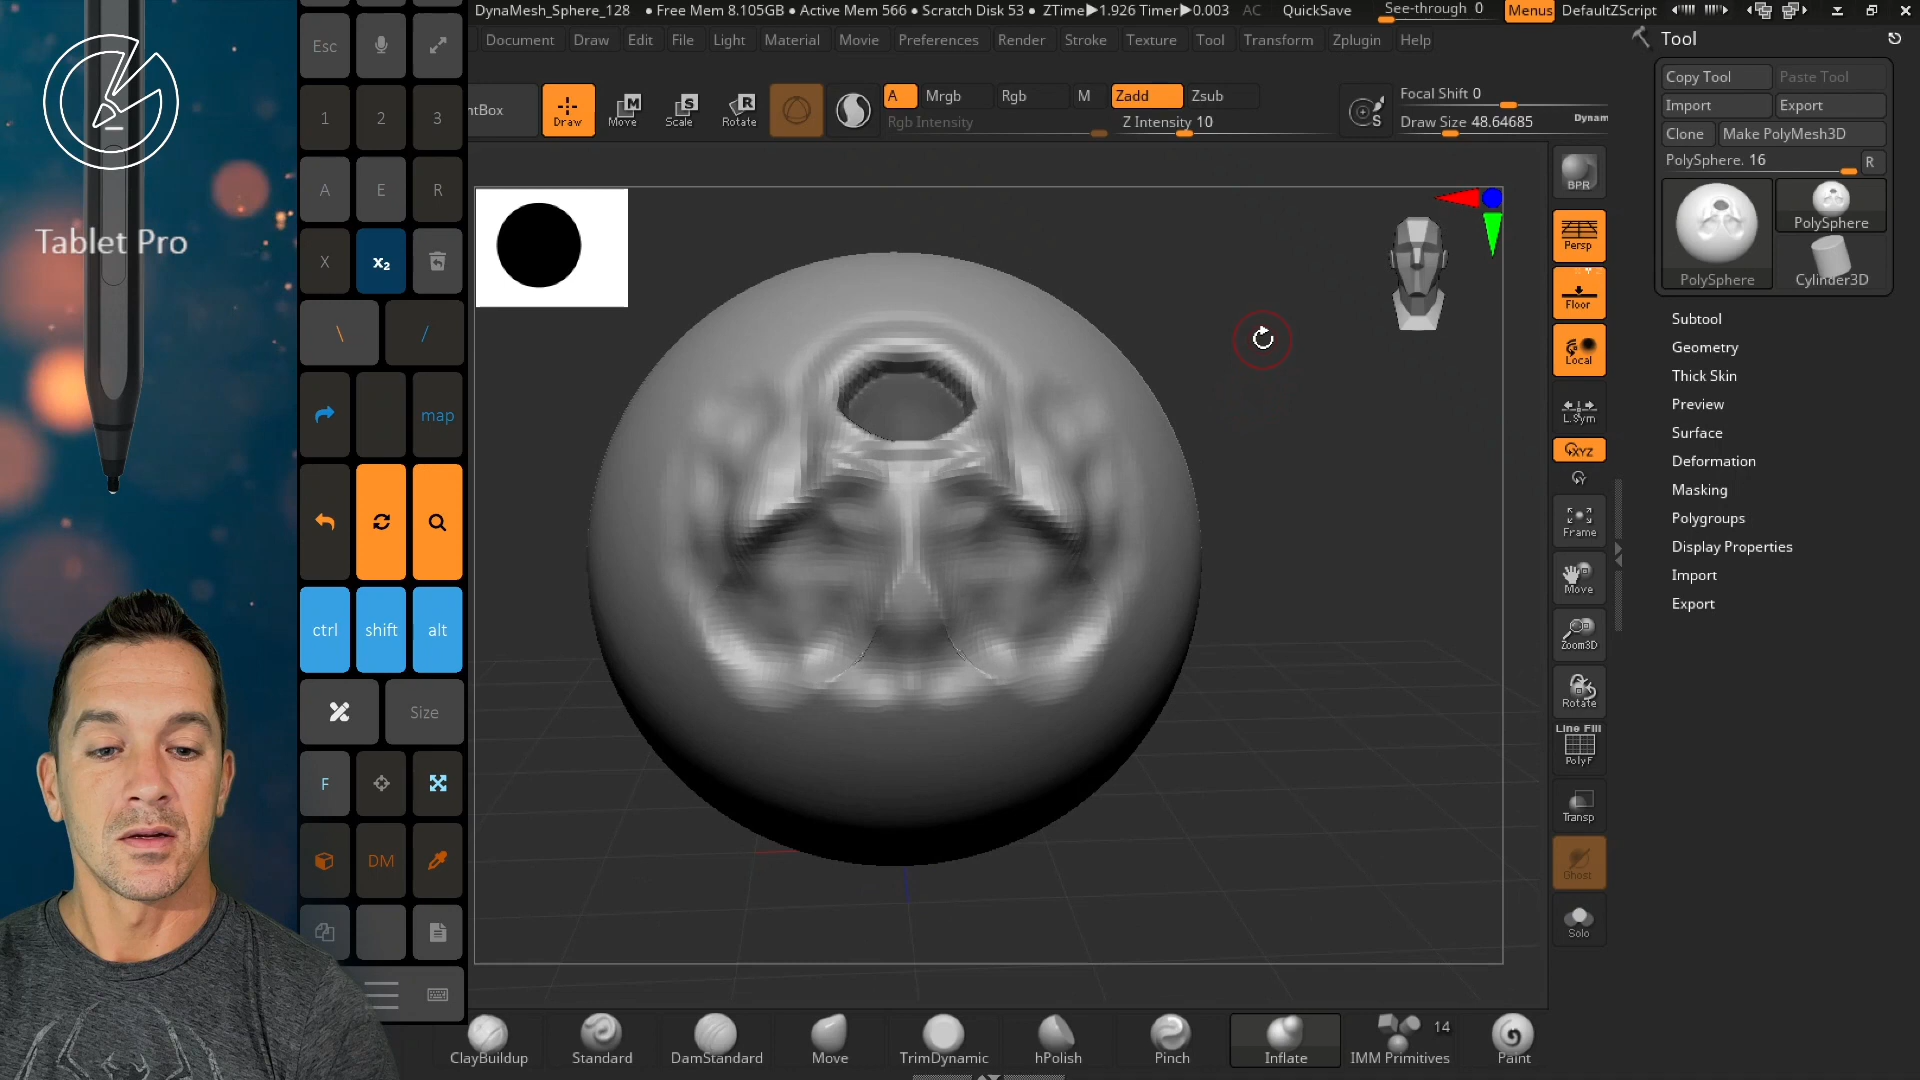 DynaMesh_Sphere_128 • Free Mem 8.105GB • Active Mem 566 • Scratch Disk 53 • ZTime▶1.926 Timer▶0.003 AC QuickSave See-through 0 Menus DefaultZScript
Document Draw Edit File Light Material Movie Preferences Render Stroke Texture Tool Transform Zplugin Help
Tool
Copy Tool Paste Tool
Import Export
Clone Make PolyMesh3D
PolySphere. 16 R
PolySphere
PolySphere
Cylinder3D
Subtool
Geometry
Thick Skin
Preview
Surface
Deformation
Masking
Polygroups
Display Properties
Import
Export
ntBox
Draw
M
Move
S
Scale
R
Rotate
A Mrgb Rgb M Zadd Zsub
Rgb Intensity Z Intensity 10
S
Focal Shift 0
Draw Size 48.64685 Dynam
BPR
Persp
Floor
Local
L.Sym
XYZ
Y
Frame
Move
Zoom3D
Rotate
Line Fill
PolyF
Transp
Ghost
Solo
Tablet Pro
Esc
1 2 3
A E R
X x₂
\ /
map
ctrl shift alt
Size
F
DM
ClayBuildup Standard DamStandard Move TrimDynamic hPolish Pinch Inflate IMM Primitives 14 Paint